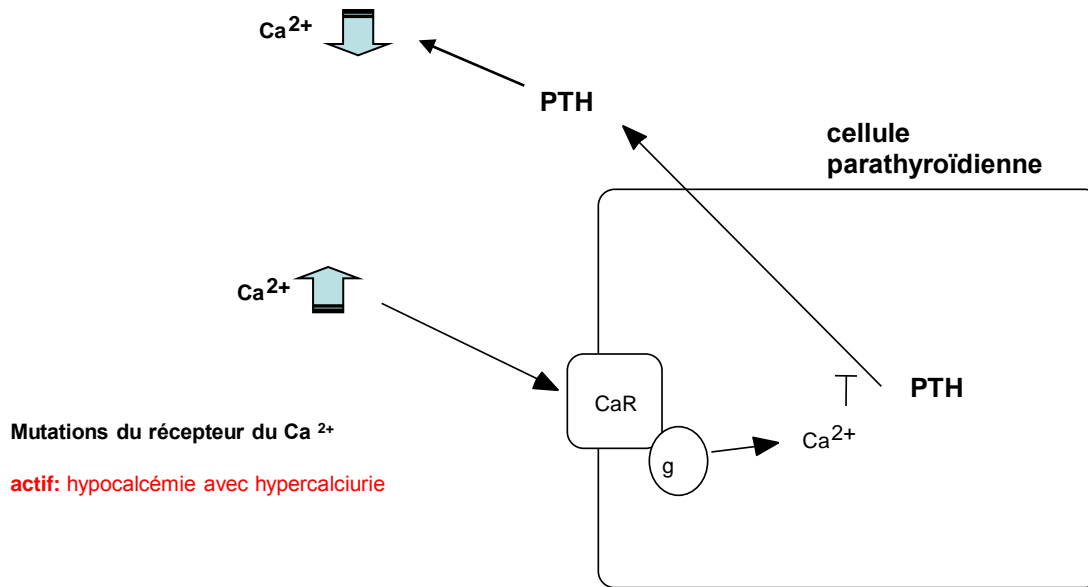 Ca2+
PTH
cellule
parathyroïdienne
Ca2+
CaR
PTH
Ca2+
g
Mutations du récepteur du Ca 2+
actif: hypocalcémie avec hypercalciurie